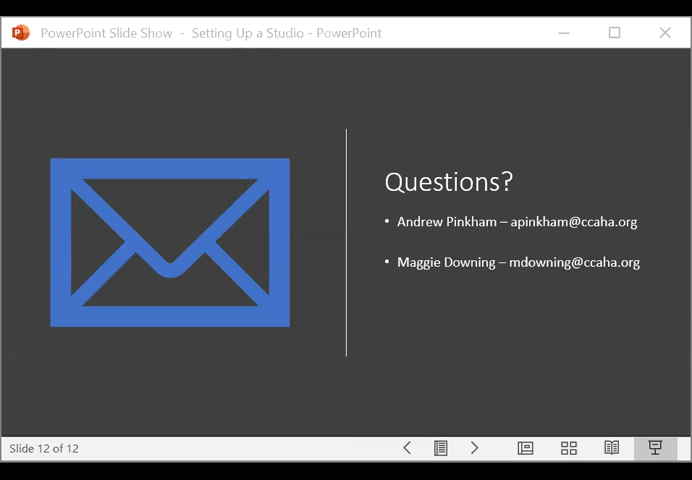 PowerPoint Slide Show - Setting Up a Studio - PowerPoint
Questions?
• Andrew Pinkham – apinkham@ccaha.org
• Maggie Downing – mdowning@ccaha.org
Slide 12 of 12